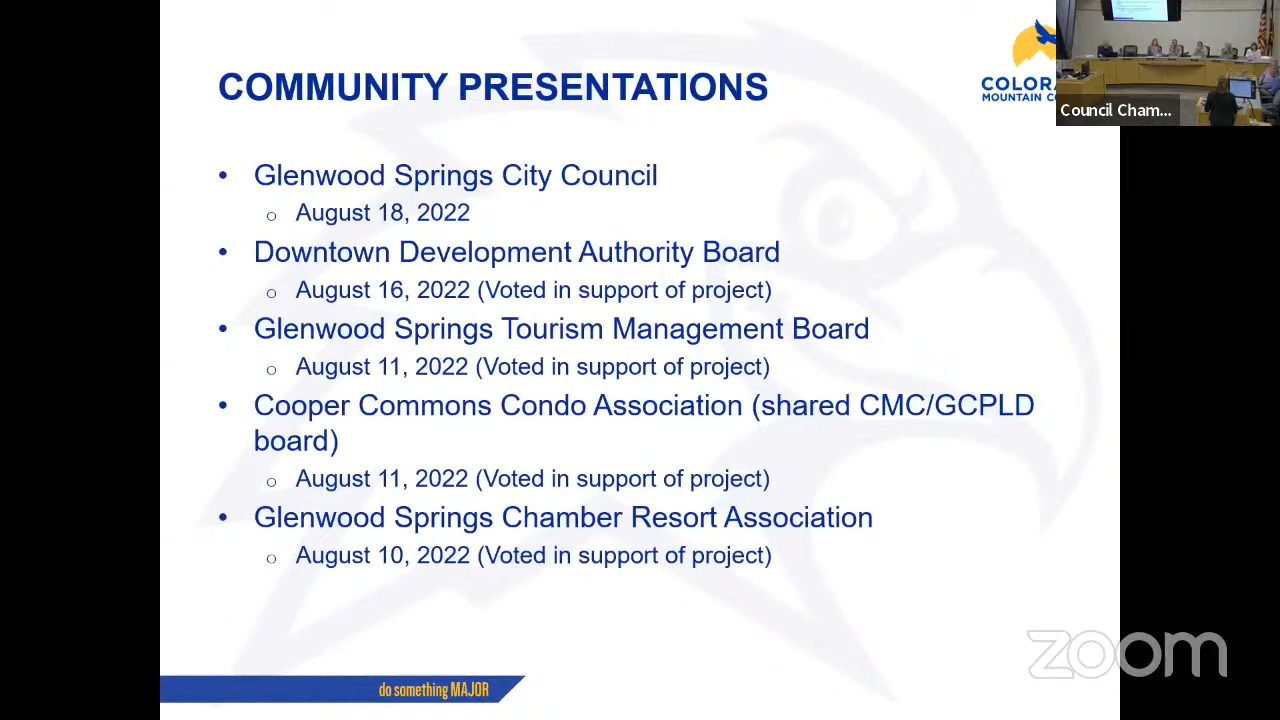 COMMUNITY PRESENTATIONS
COLORA
MOUNTAIN CO
Council Cham...
• Glenwood Springs City Council
o August 18, 2022
• Downtown Development Authority Board
o August 16, 2022 (Voted in support of project)
• Glenwood Springs Tourism Management Board
o August 11, 2022 (Voted in support of project)
• Cooper Commons Condo Association (shared CMC/GCPLD
board)
o August 11, 2022 (Voted in support of project)
• Glenwood Springs Chamber Resort Association
o August 10, 2022 (Voted in support of project)
do something MAJOR
zoom